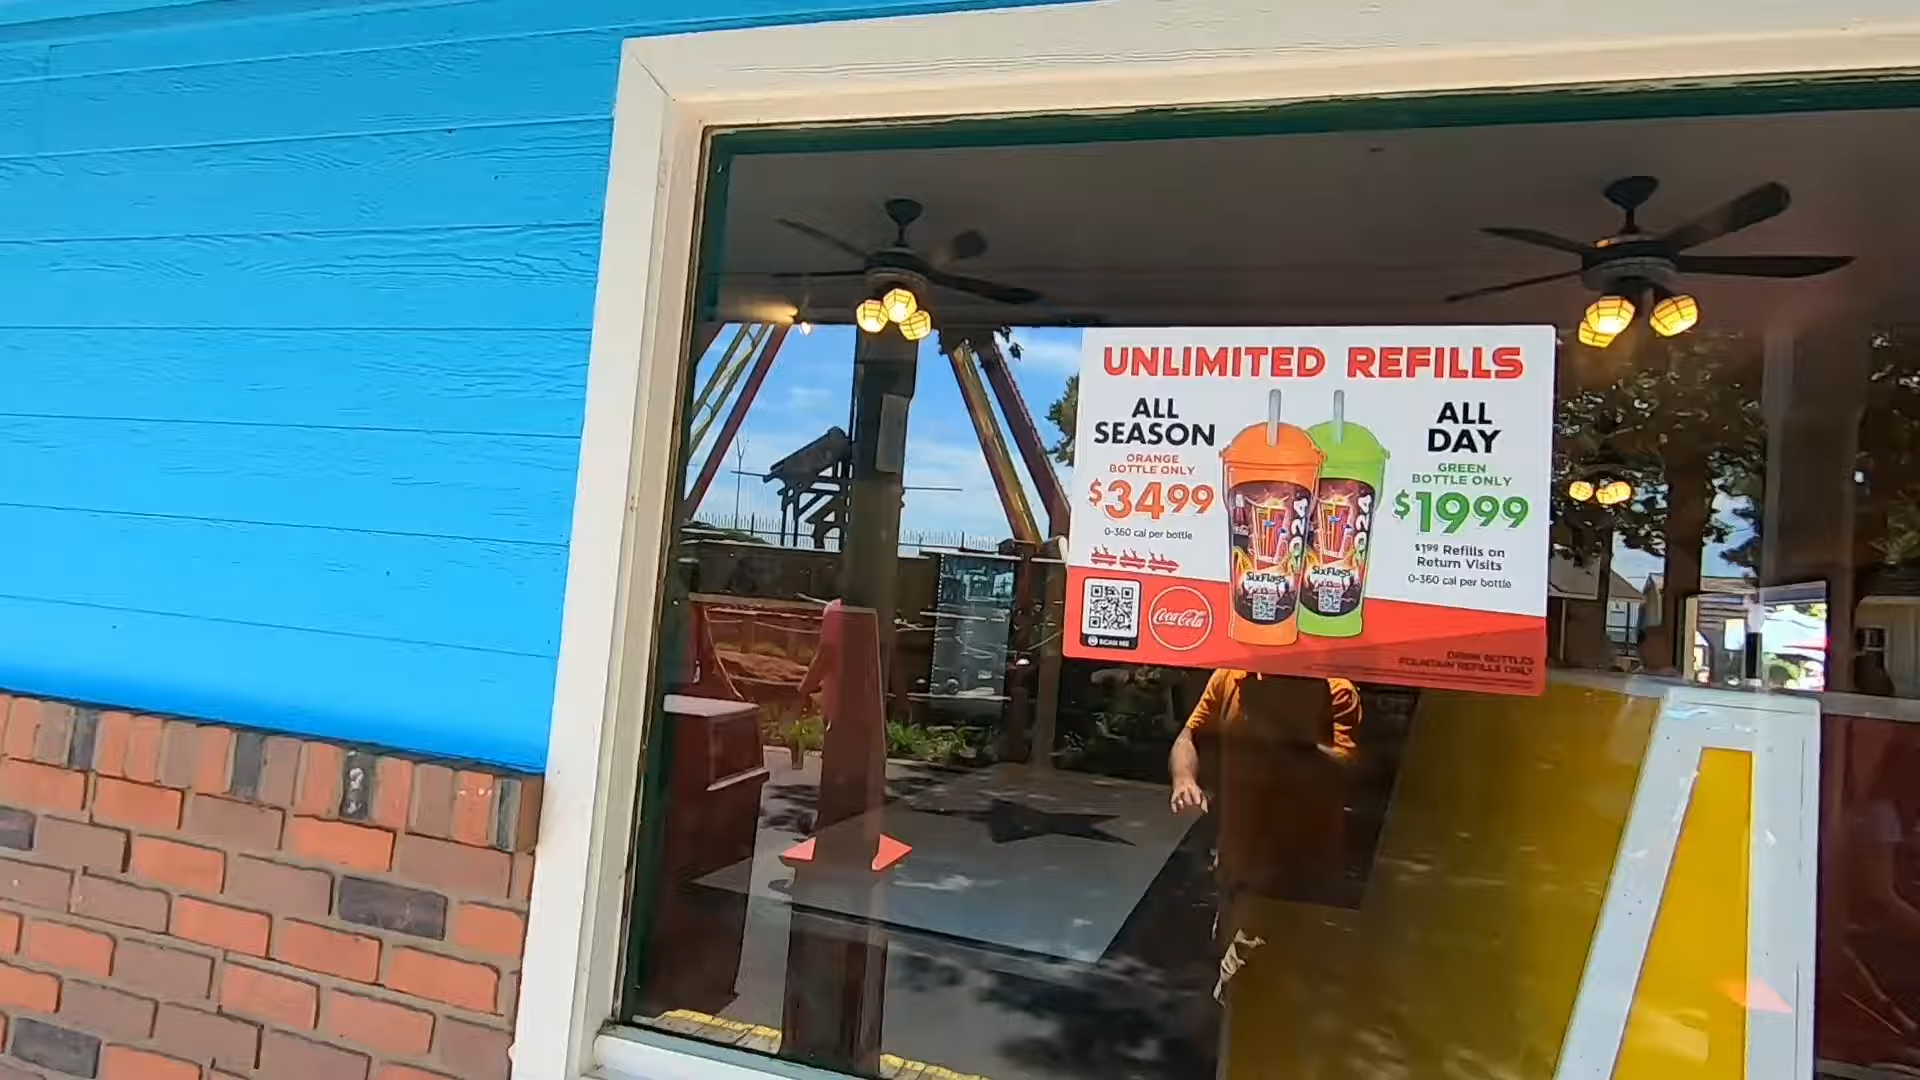 UNLIMITED REFILLS
ALL
SEASON
ORANGE
BOTTLE ONLY
$34.99
0-360 cal per bottle
SCAN ME
Coca-Cola
SixFlags
SixFlags
ALL
DAY
GREEN
BOTTLE ONLY
$19.99
$1.99 Refills on
Return Visits
0-360 cal per bottle
DRINK BOTTLES
FOUNTAIN REFILLS ONLY